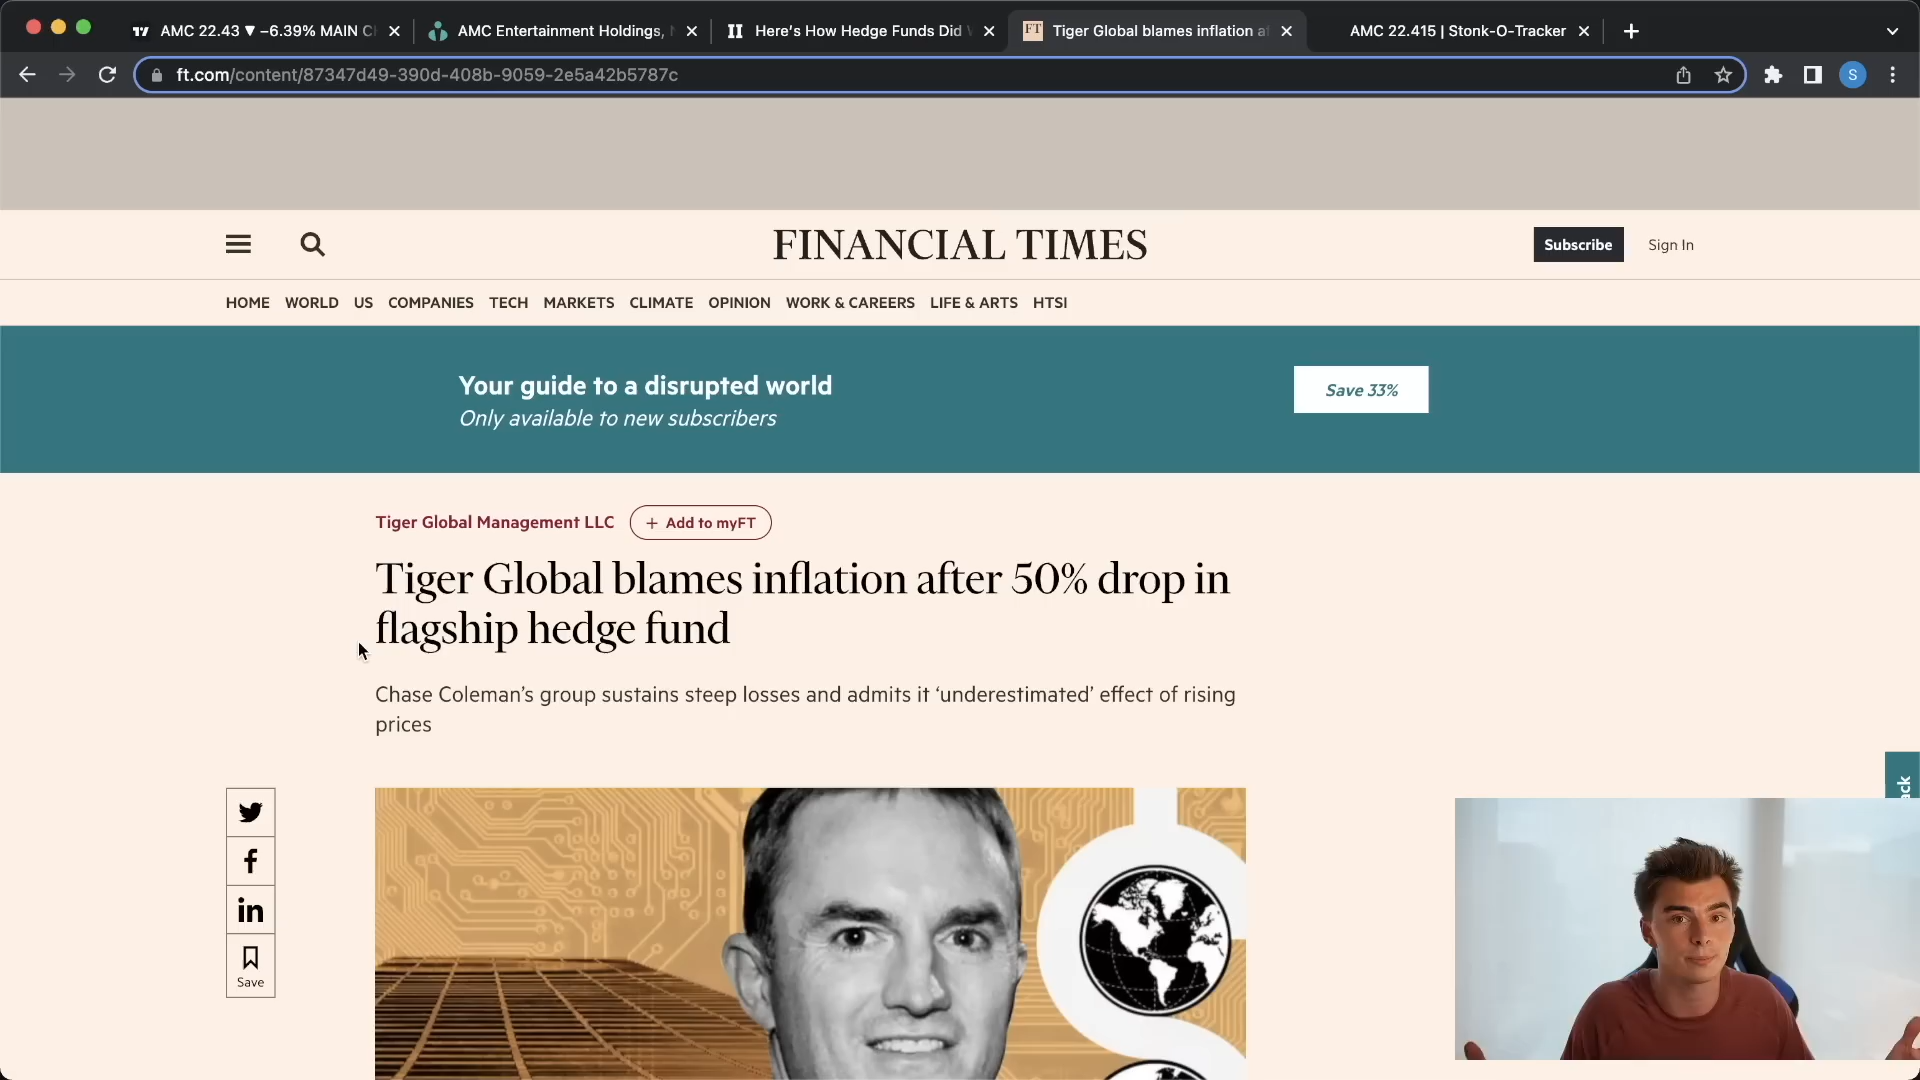 AMC 22.43 ▼ −6.39% MAIN C
AMC Entertainment Holdings,
Here's How Hedge Funds Did
Tiger Global blames inflation a
AMC 22.415 | Stonk-O-Tracker
ft.com/content/87347d49-390d-408b-9059-2e5a42b5787c
S
FINANCIAL TIMES
Subscribe
Sign In
HOME WORLD US COMPANIES TECH MARKETS CLIMATE OPINION WORK & CAREERS LIFE & ARTS HTSI
Your guide to a disrupted world
Only available to new subscribers
Save 33%
Tiger Global Management LLC
+ Add to myFT
Tiger Global blames inflation after 50% drop in
flagship hedge fund
Chase Coleman's group sustains steep losses and admits it ‘underestimated’ effect of rising
prices
Save